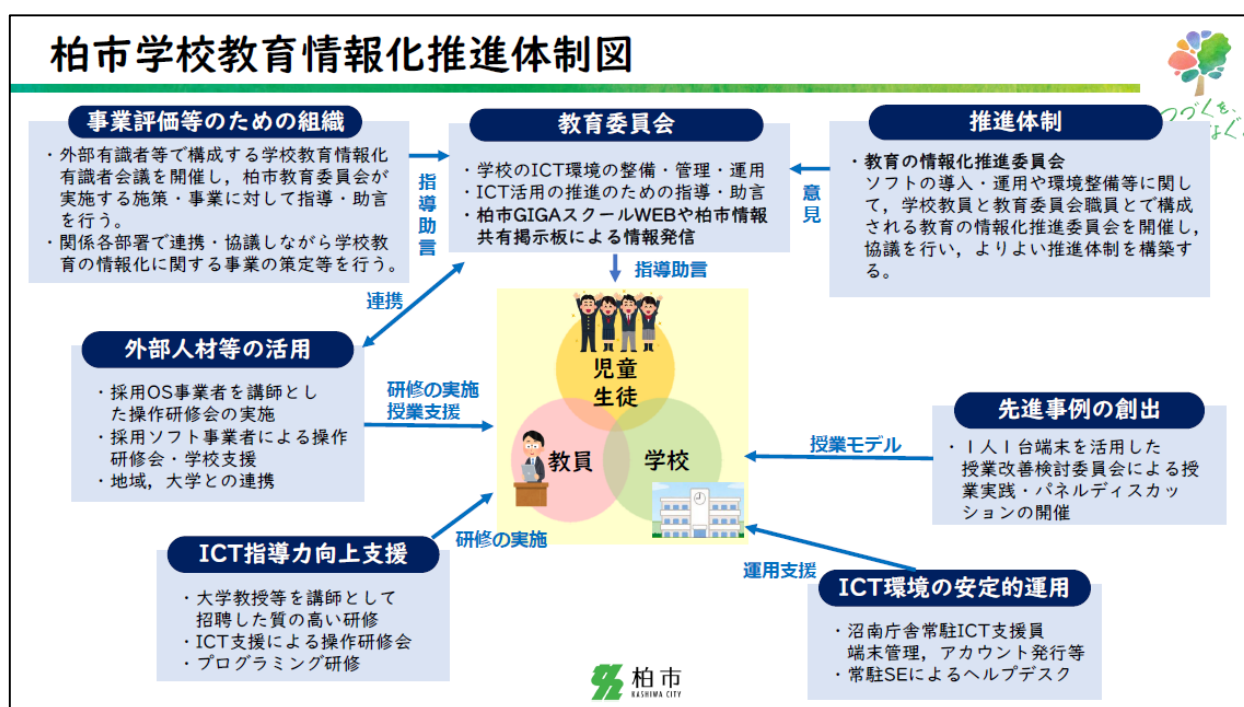 柏市学校教育情報化推進体制図
つづくを、
なぐ
事業評価等のための組織
・外部有識者等で構成する学校教育情報化
有識者会議を開催し，柏市教育委員会が
実施する施策・事業に対して指導・助言
を行う。
・関係各部署で連携・協議しながら学校教
育の情報化に関する事業の策定等を行う。
指導助言
教育委員会
・学校のICT環境の整備・管理・運用
・ICT活用の推進のための指導・助言
・柏市GIGAスクールWEBや柏市情報
共有掲示板による情報発信
意見
推進体制
・教育の情報化推進委員会
ソフトの導入・運用や環境整備等に関し
て，学校教員と教育委員会職員とで構成
される教育の情報化推進委員会を開催し，
協議を行い，よりよい推進体制を構築す
る。
指導助言
連携
外部人材等の活用
・採用OS事業者を講師とし
た操作研修会の実施
・採用ソフト事業者による操作
研修会・学校支援
・地域，大学との連携
研修の実施
授業支援
児童
生徒
教員
学校
授業モデル
先進事例の創出
・1人1台端末を活用した
授業改善検討委員会による授
業実践・パネルディスカッ
ションの開催
ICT指導力向上支援
・大学教授等を講師として
招聘した質の高い研修
・ICT支援による操作研修会
・プログラミング研修
研修の実施
運用支援
ICT環境の安定的運用
・沼南庁舎常駐ICT支援員
端末管理，アカウント発行等
・常駐SEによるヘルプデスク
柏市
KASHIWA CITY